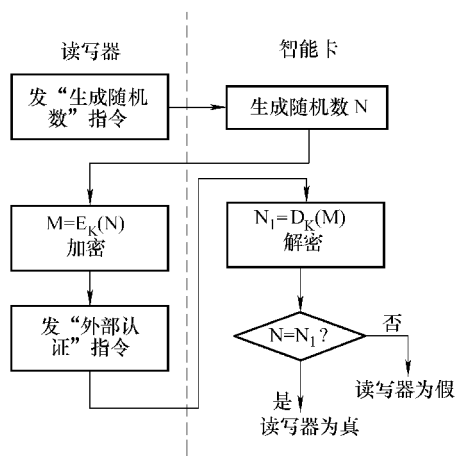 读写器
智能卡
发“生成随机
数”指令
生成随机数 N
M=E_K(N)
加密
N_1=D_K(M)
解密
发“外部认
证”指令
N=N_1?
否
读写器为假
是
读写器为真